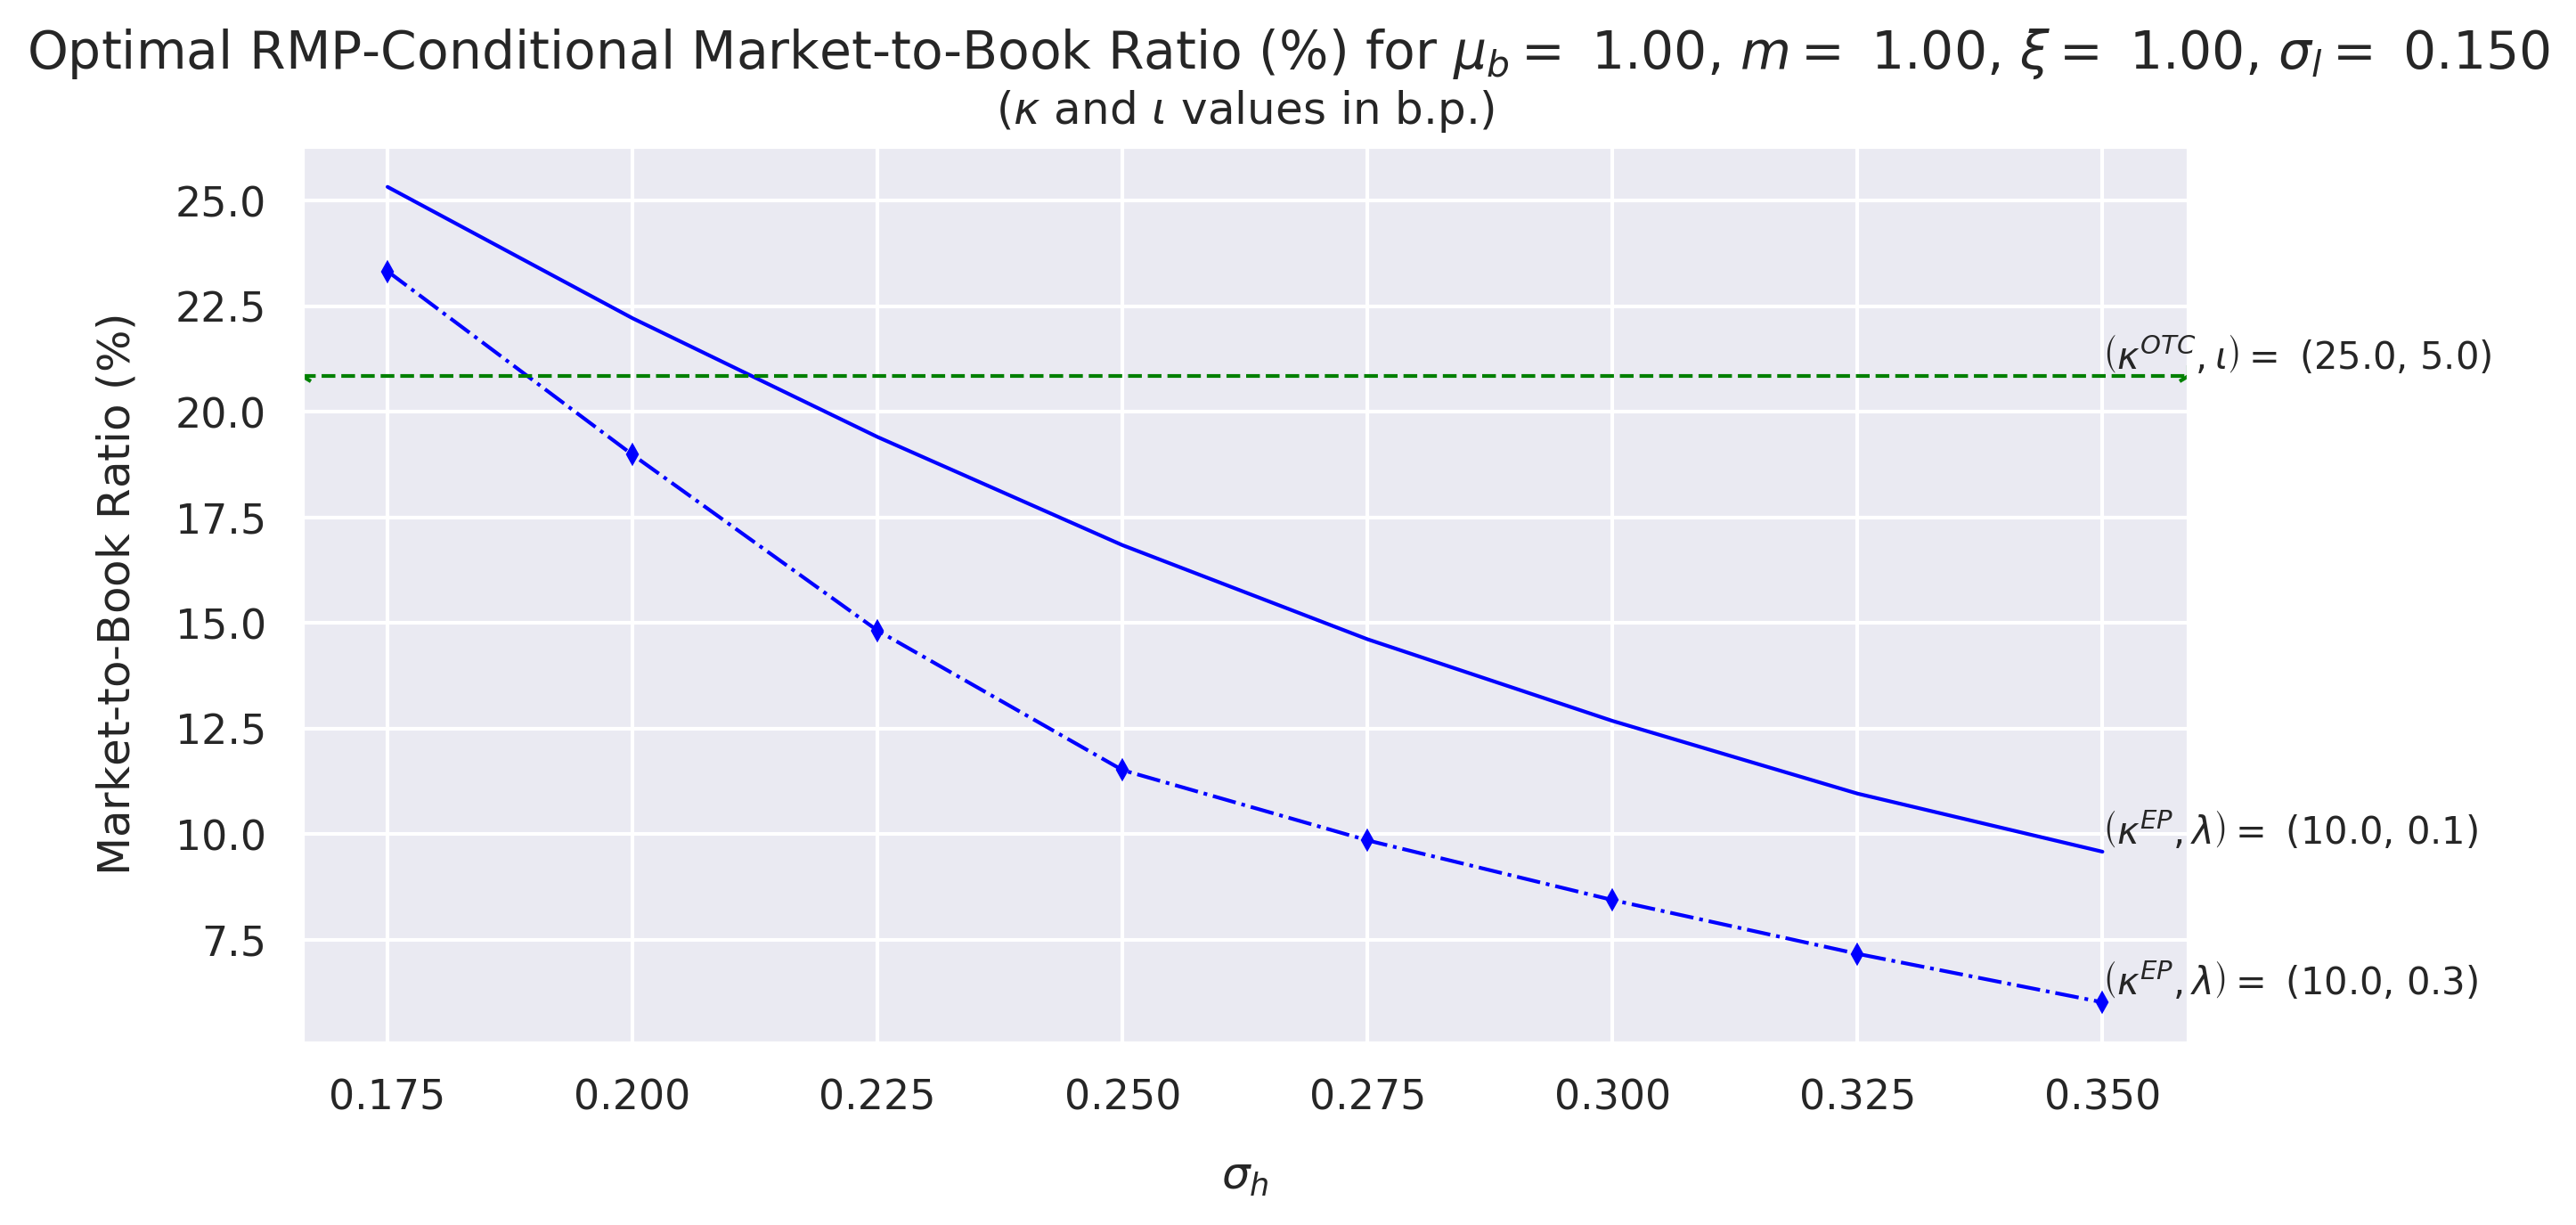 Optimal RMP-Conditional Market-to-Book Ratio (%) for μ_b = 1.00, m = 1.00, ξ = 1.00, σ_l = 0.150
(κ and ι values in b.p.)
Market-to-Book Ratio (%)
25.0
22.5
20.0
17.5
15.0
12.5
10.0
7.5
(κ^OTC, ι) = (25.0, 5.0)
(κ^EP, λ) = (10.0, 0.1)
(κ^EP, λ) = (10.0, 0.3)
0.175 0.200 0.225 0.250 0.275 0.300 0.325 0.350
σ_h